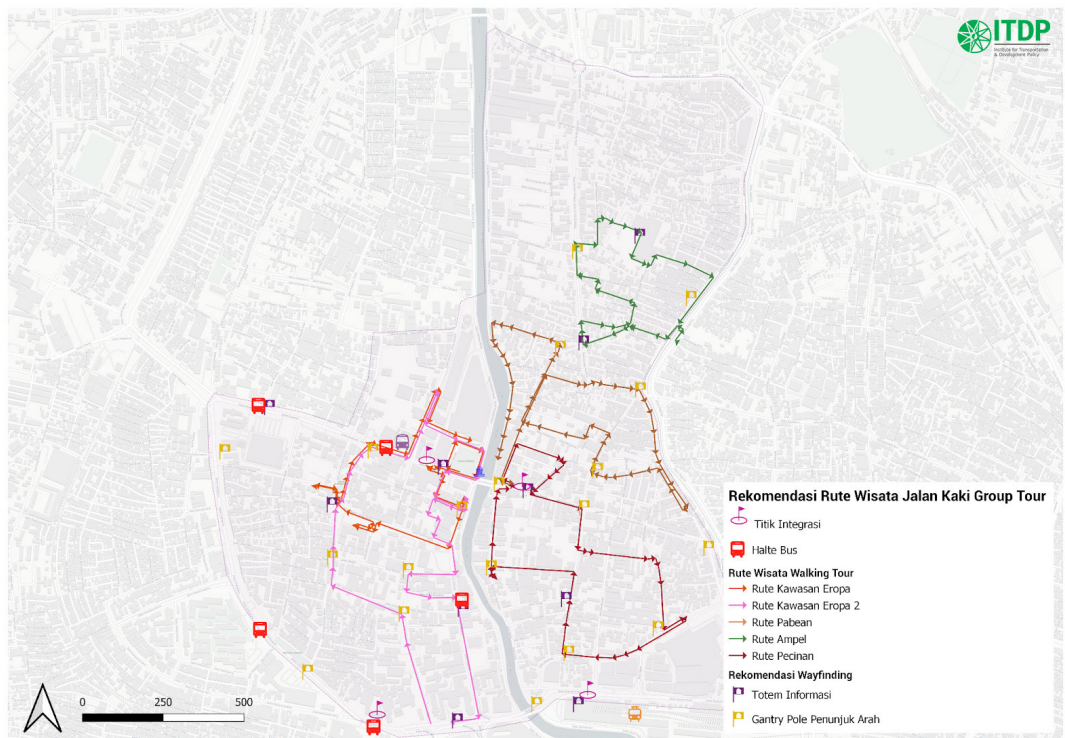 ITDP
Institute for Transportation
& Development Policy
Rekomendasi Rute Wisata Jalan Kaki Group Tour
Titik Integrasi
Halte Bus
Rute Wisata Walking Tour
Rute Kawasan Eropa
Rute Kawasan Eropa 2
Rute Pabean
Rute Ampel
Rute Pecinan
Rekomendasi Wayfinding
Totem Informasi
Gantry Pole Penunjuk Arah
0 250 500